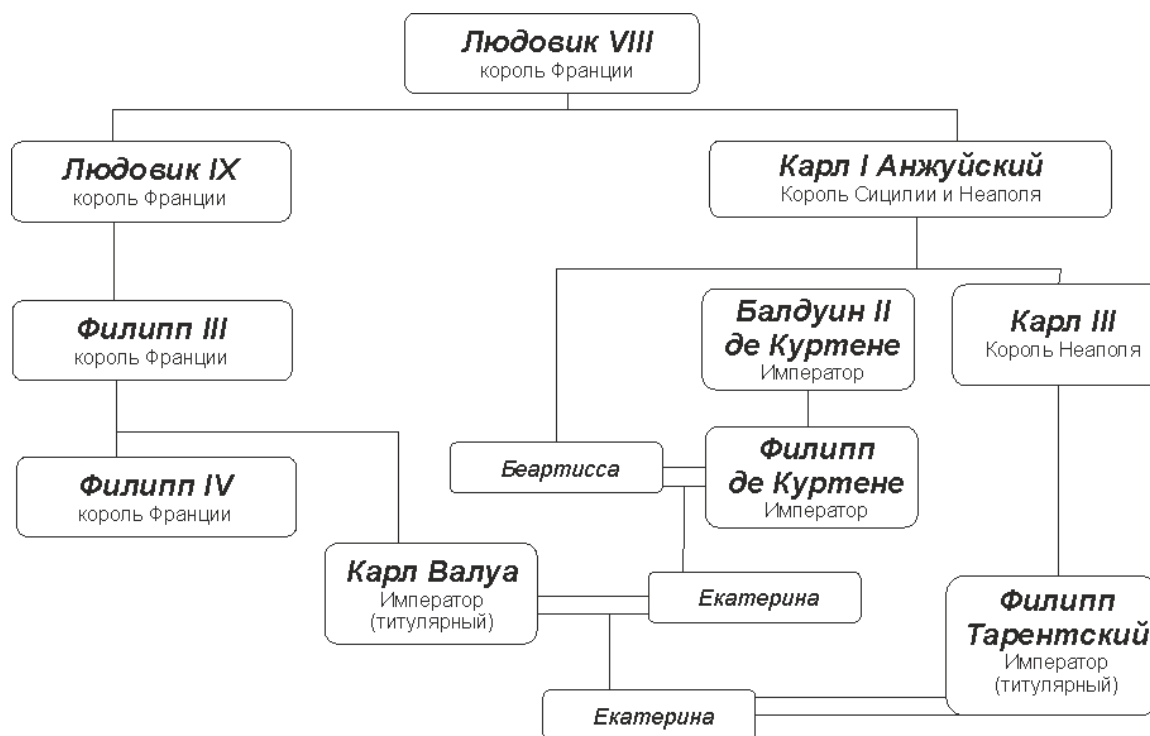 Людовик VIII
король Франции
Людовик IX
король Франции
Карл I Анжуйский
Король Сицилии и Неаполя
Филипп III
король Франции
Балдуин II
де Куртене
Император
Карл III
Король Неаполя
Филипп IV
король Франции
Беартисса
Филипп
де Куртене
Император
Карл Валуа
Император
(титулярный)
Екатерина
Филипп
Тарентский
Император
(титулярный)
Екатерина